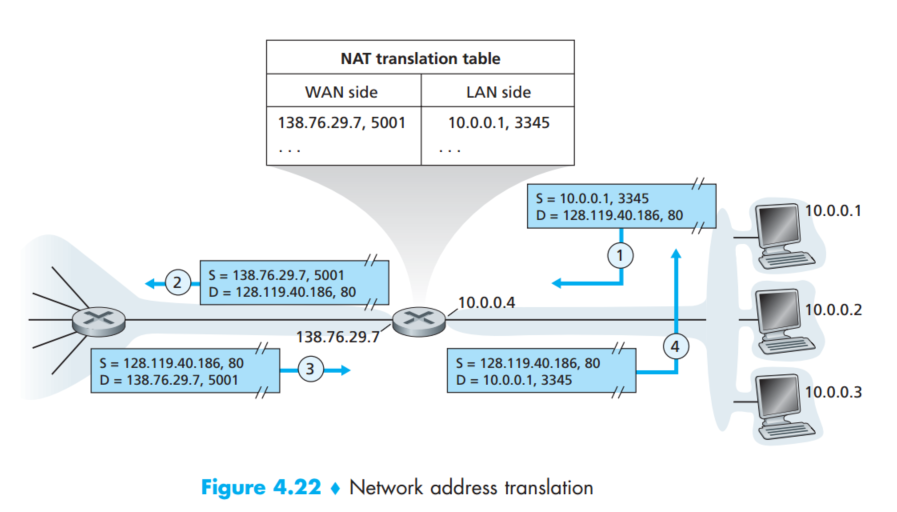 NAT translation table
WAN side LAN side
138.76.29.7, 5001 10.0.0.1, 3345
. . . . . .
S = 10.0.0.1, 3345
D = 128.119.40.186, 80
10.0.0.1
1
S = 138.76.29.7, 5001
D = 128.119.40.186, 80
2
10.0.0.4
10.0.0.2
138.76.29.7
4
S = 128.119.40.186, 80
D = 138.76.29.7, 5001
3
S = 128.119.40.186, 80
D = 10.0.0.1, 3345
10.0.0.3
Figure 4.22 ♦ Network address translation